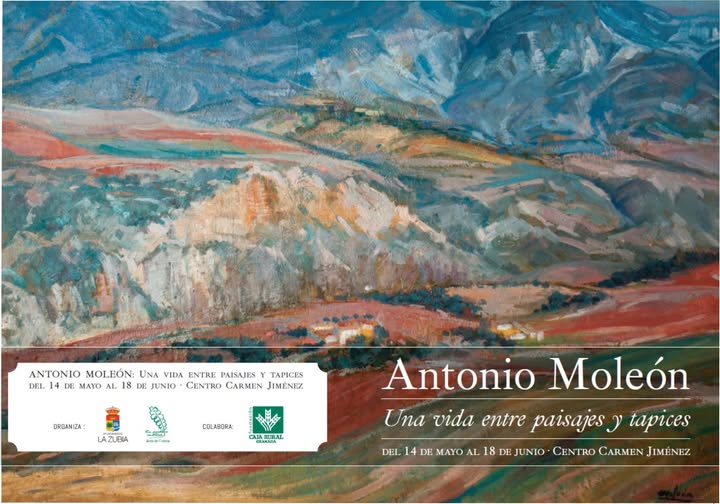 ANTONIO MOLEÓN: UNA VIDA ENTRE PAISAJES Y TAPICES
DEL 14 DE MAYO AL 18 DE JUNIO · CENTRO CARMEN JIMÉNEZ
ORGANIZA :
LA ZUBIA
COLABORA:
CAJA RURAL
GRANADA
Antonio Moleón
Una vida entre paisajes y tapices
DEL 14 DE MAYO AL 18 DE JUNIO · CENTRO CARMEN JIMÉNEZ